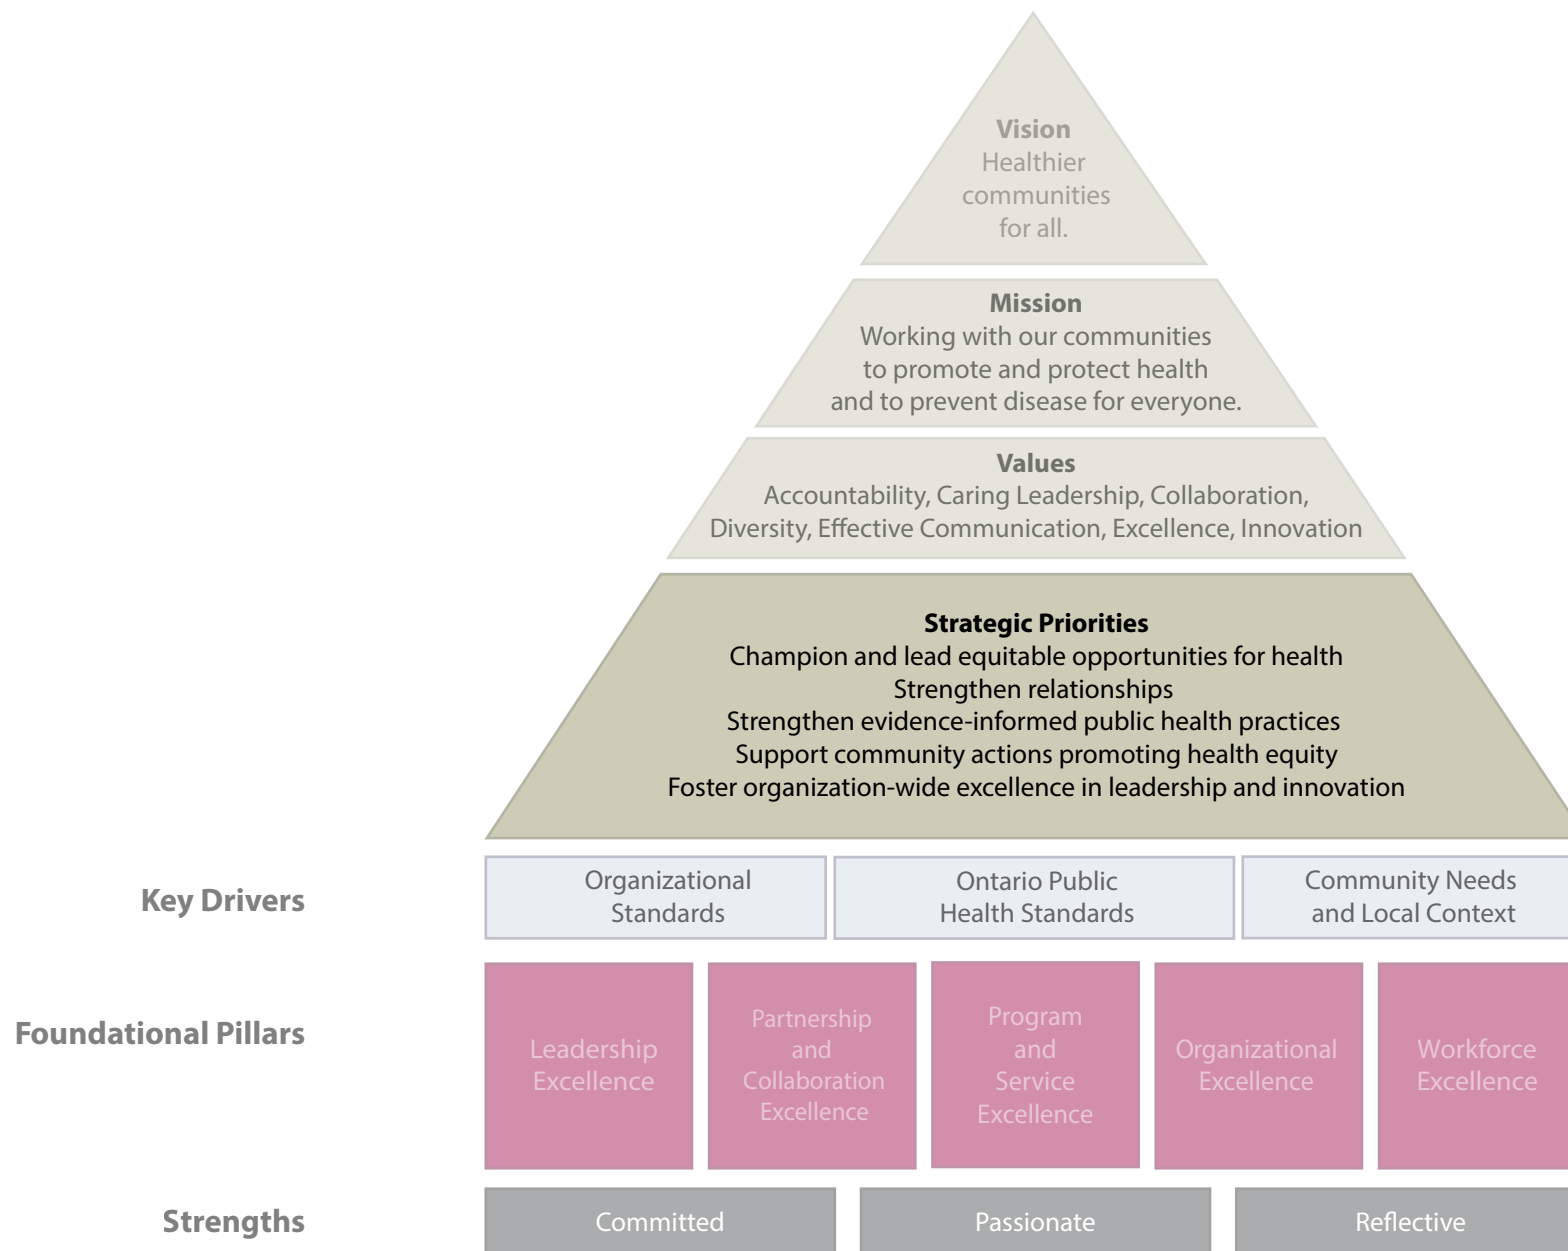 Vision
Healthier
communities
for all.
Mission
Working with our communities
to promote and protect health
and to prevent disease for everyone.
Values
Accountability, Caring Leadership, Collaboration,
Diversity, Effective Communication, Excellence, Innovation
Strategic Priorities
Champion and lead equitable opportunities for health
Strengthen relationships
Strengthen evidence-informed public health practices
Support community actions promoting health equity
Foster organization-wide excellence in leadership and innovation
Key Drivers
Organizational
Standards
Ontario Public
Health Standards
Community Needs
and Local Context
Foundational Pillars
Leadership
Excellence
Partnership
and
Collaboration
Excellence
Program
and
Service
Excellence
Organizational
Excellence
Workforce
Excellence
Strengths
Committed
Passionate
Reflective